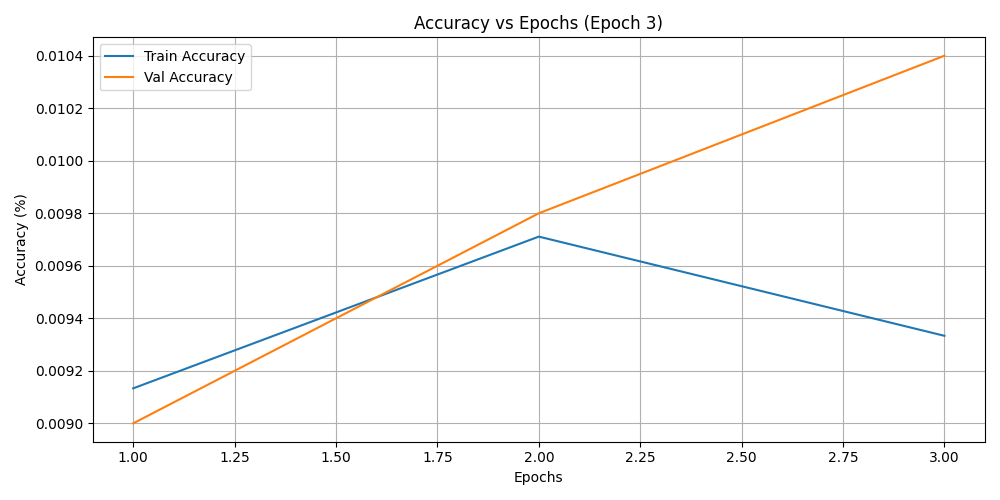 Accuracy vs Epochs (Epoch 3)
Train Accuracy
Val Accuracy
Accuracy (%)
0.0104
0.0102
0.0100
0.0098
0.0096
0.0094
0.0092
0.0090
1.00 1.25 1.50 1.75 2.00 2.25 2.50 2.75 3.00
Epochs